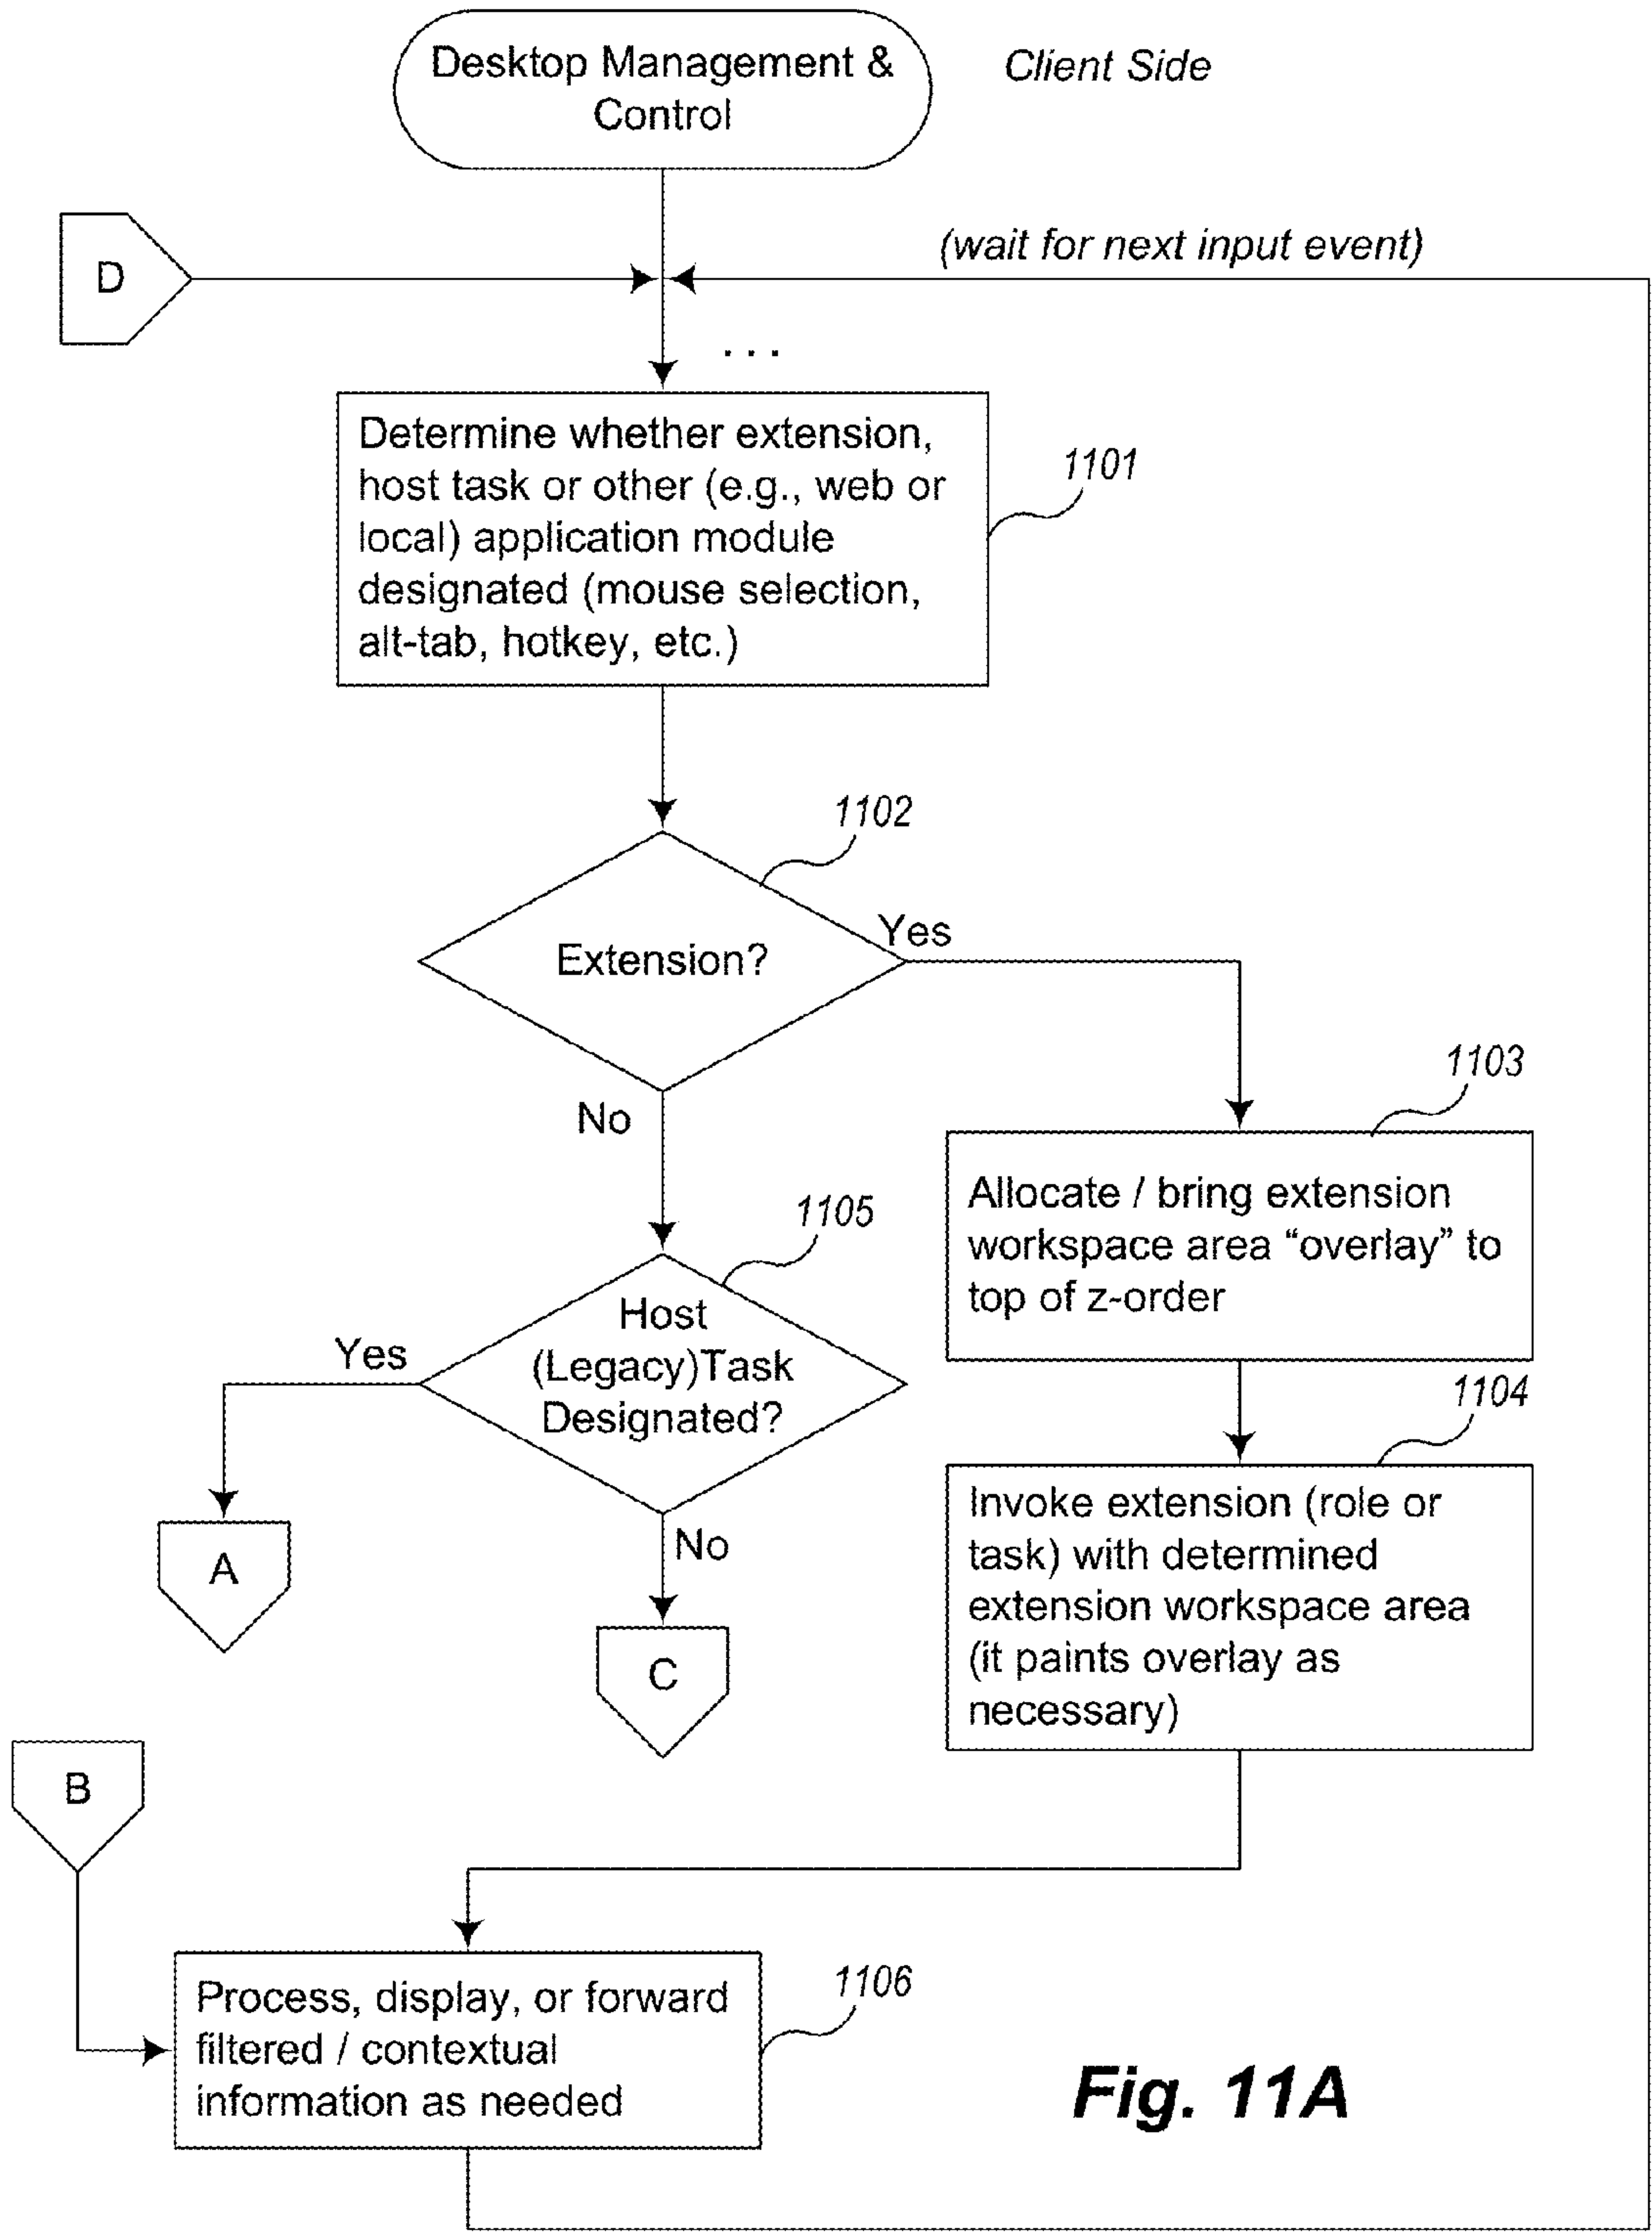 Desktop Management &
Control
Client Side
D
(wait for next input event)
...
Determine whether extension,
host task or other (e.g., web or
local) application module
designated (mouse selection,
alt-tab, hotkey, etc.)
1101
1102
Extension?
Yes
No
1103
Allocate / bring extension
workspace area “overlay” to
top of z-order
1105
Host
(Legacy)Task
Designated?
Yes
No
A
C
1104
Invoke extension (role or
task) with determined
extension workspace area
(it paints overlay as
necessary)
B
Process, display, or forward
filtered / contextual
information as needed
1106
Fig. 11A